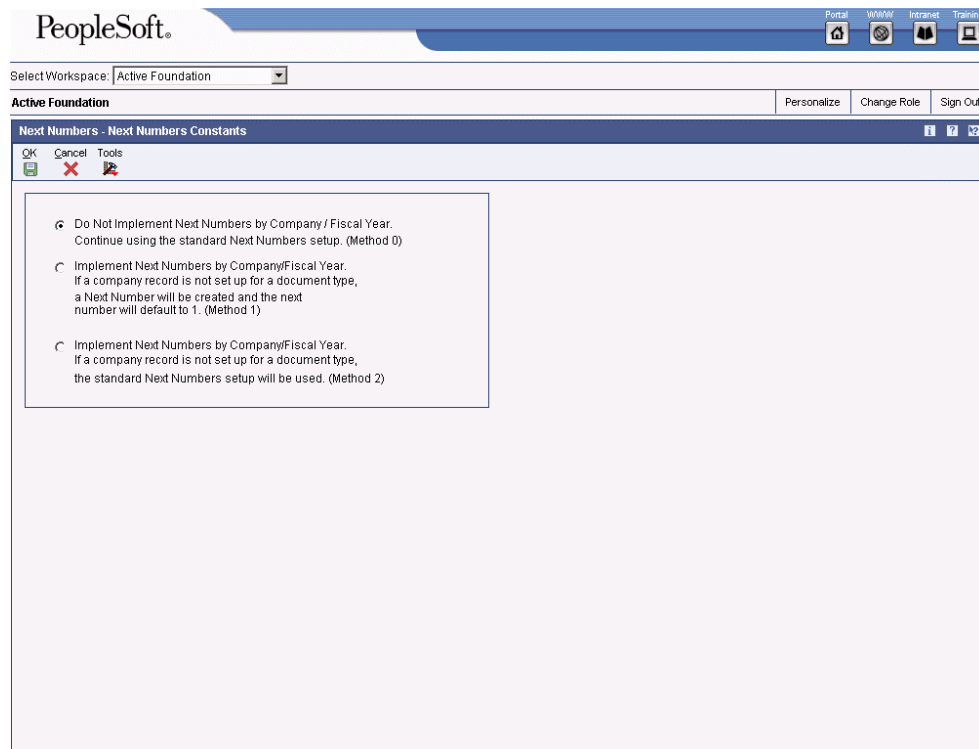 PeopleSoft®
Portal WWW Intranet Trainin
Select Workspace: Active Foundation
Active Foundation Personalize Change Role Sign Out
Next Numbers - Next Numbers Constants
OK Cancel Tools
Do Not Implement Next Numbers by Company / Fiscal Year.
Continue using the standard Next Numbers setup. (Method 0)
Implement Next Numbers by Company/Fiscal Year.
If a company record is not set up for a document type,
a Next Number will be created and the next
number will default to 1. (Method 1)
Implement Next Numbers by Company/Fiscal Year.
If a company record is not set up for a document type,
the standard Next Numbers setup will be used. (Method 2)